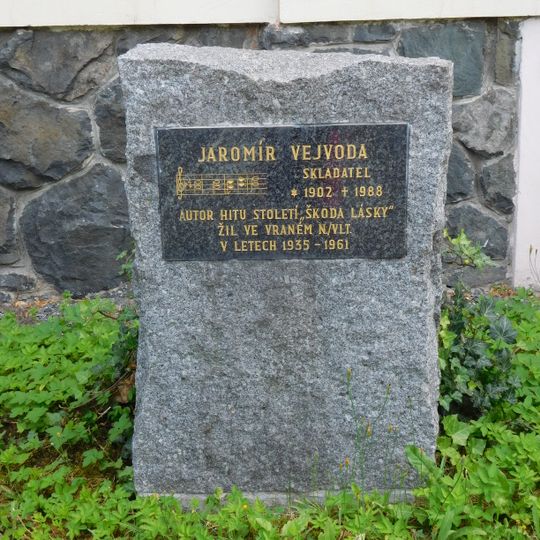 JAROMÍR VEJVODA
SKLADATEL
* 1902 + 1988
AUTOR HITU STOLETÍ „ŠKODA LÁSKY“
ŽIL VE VRANÉM N/VLT.
V LETECH 1935 - 1961